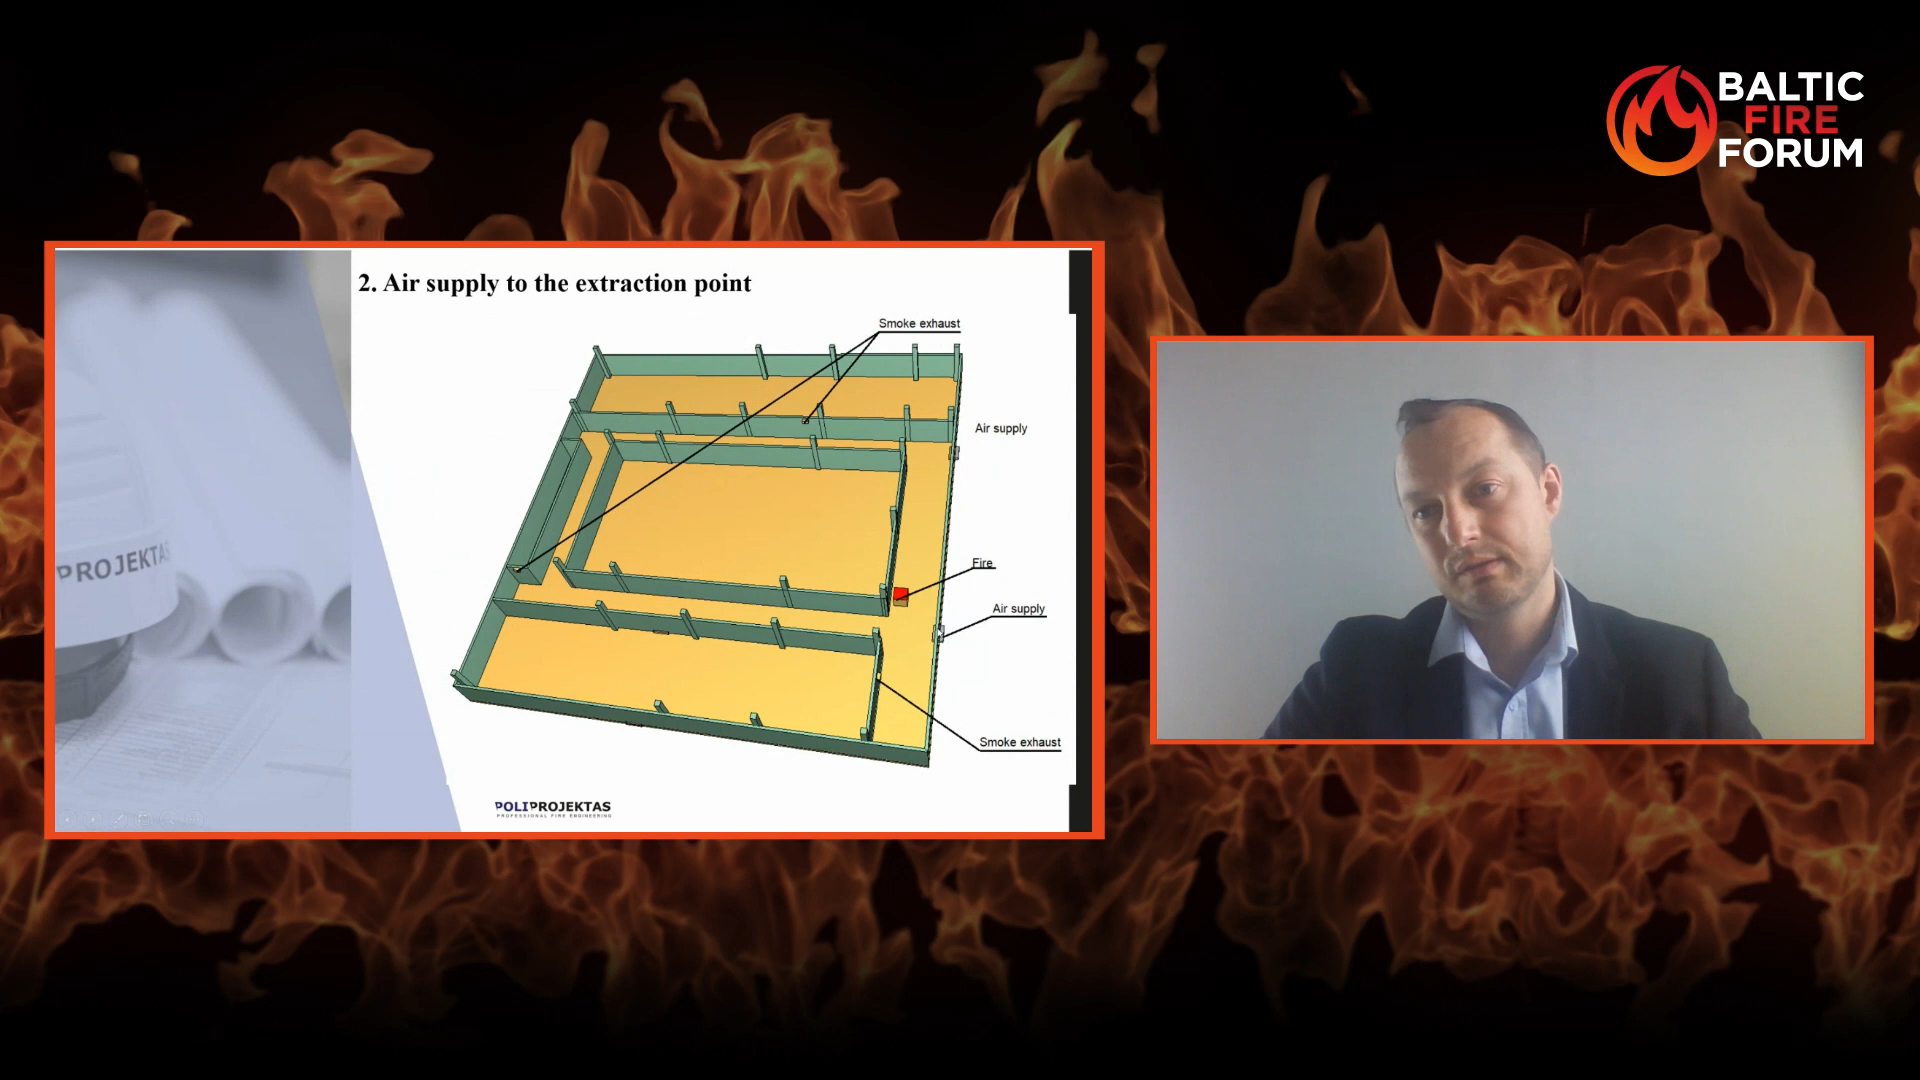 BALTIC
FIRE
FORUM
2. Air supply to the extraction point
Smoke exhaust
Air supply
Fire
Air supply
Smoke exhaust
PROJEKTAS
POLIPROJEKTAS
PROFESSIONAL FIRE ENGINEERING